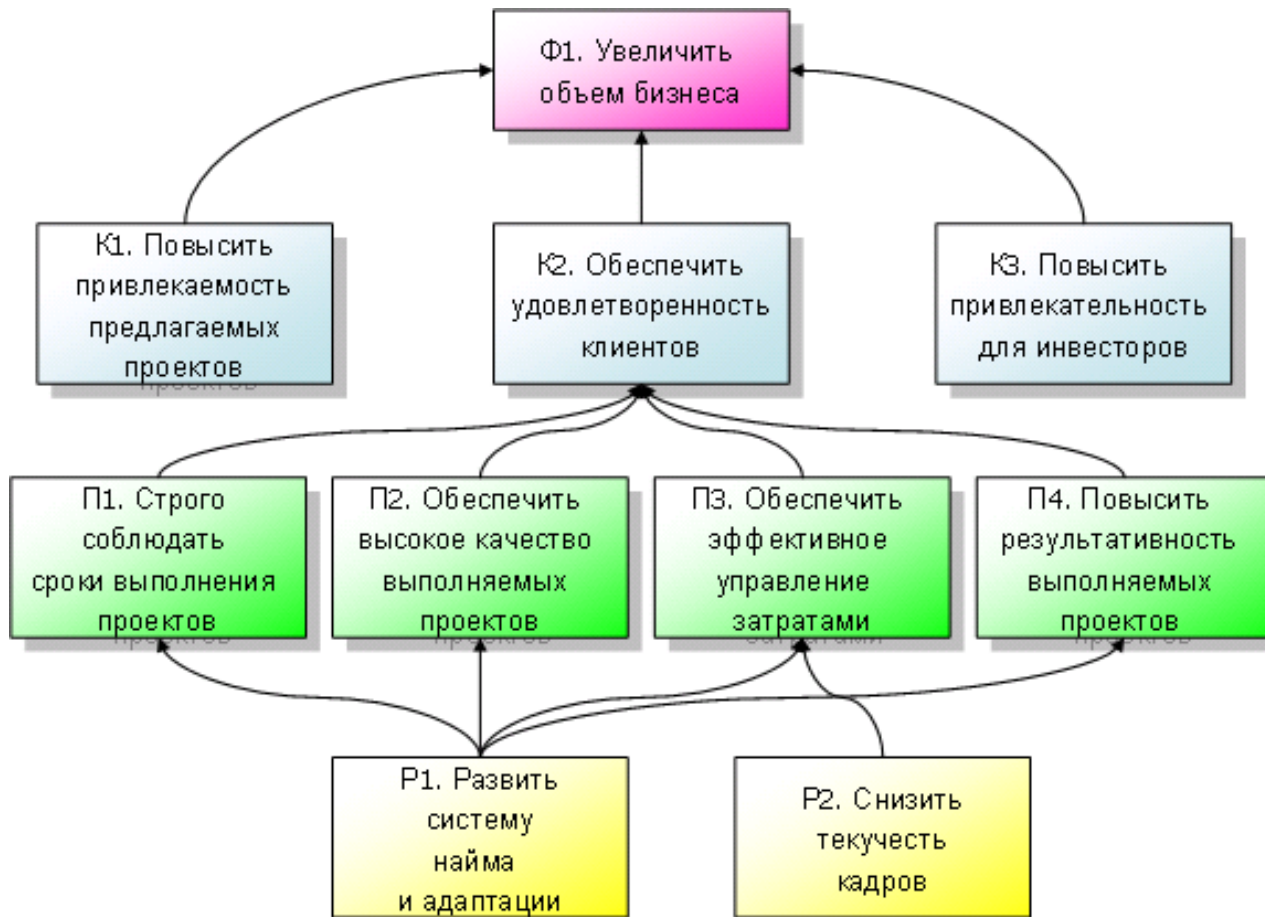 Ф1. Увеличить
объем бизнеса
К1. Повысить
привлекаемость
предлагаемых
проектов
К2. Обеспечить
удовлетворенность
клиентов
К3. Повысить
привлекательность
для инвесторов
П1. Строго
соблюдать
сроки выполнения
проектов
П2. Обеспечить
высокое качество
выполняемых
проектов
П3. Обеспечить
эффективное
управление
затратами
П4. Повысить
результативность
выполняемых
проектов
Р1. Развить
систему
найма
и адаптации
Р2. Снизить
текучесть
кадров